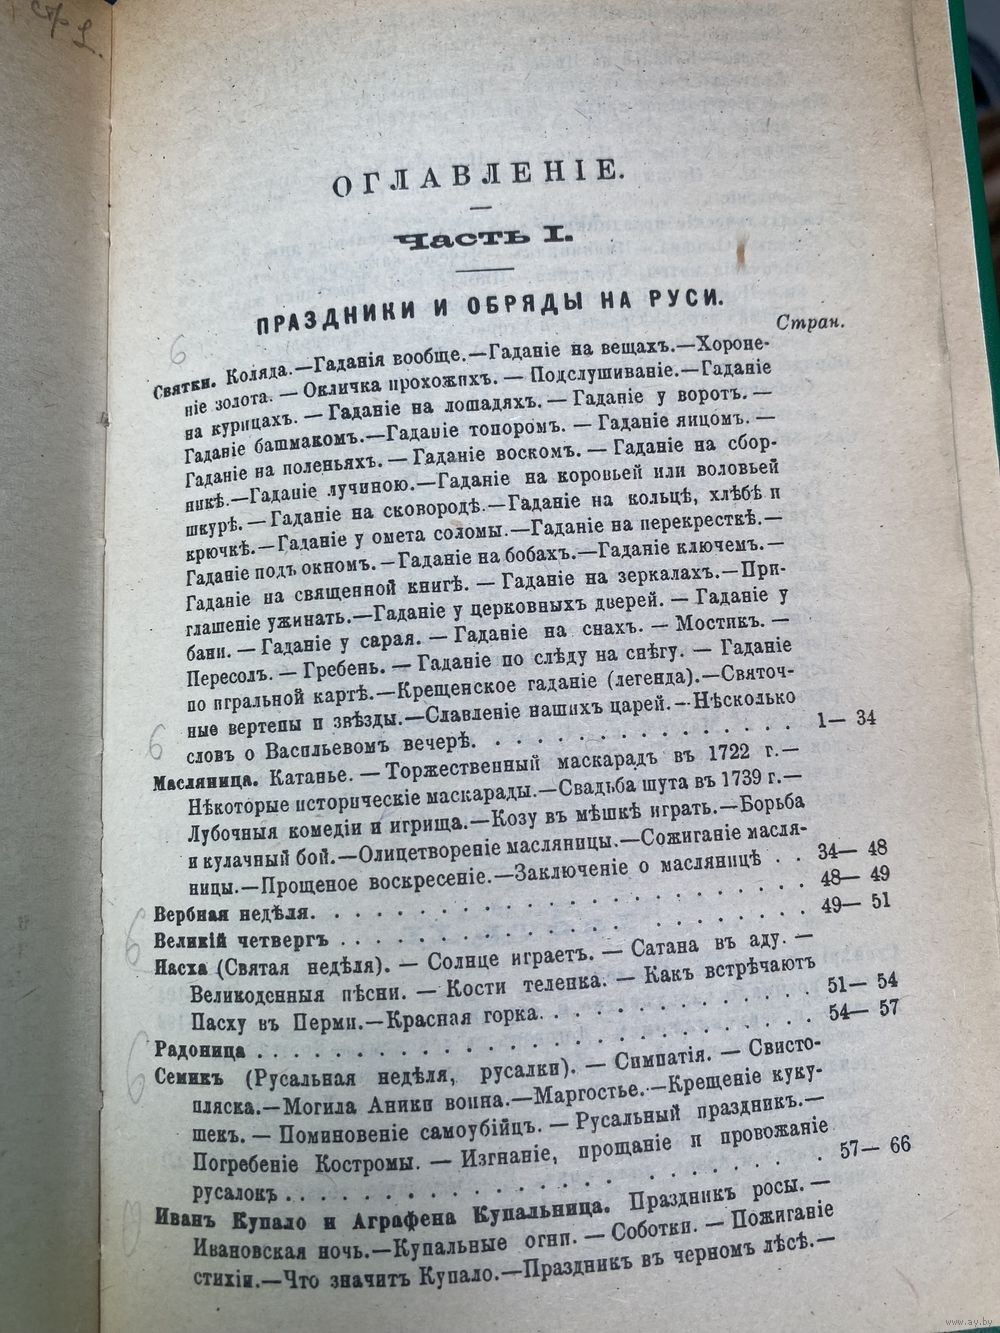 стр 1.
ОГЛАВЛЕНІЕ.
Часть I.
ПРАЗДНИКИ И ОБРЯДЫ НА РУСИ.
Стран.
6
Святки. Коляда.—Гаданія вообще.—Гаданіе на вещахъ.—Хороне-
ніе золота. — Окличка прохожихъ. — Подслушиваніе.—Гаданіе
на курицахъ. — Гаданіе на лошадяхъ. — Гаданіе у воротъ. —
Гаданіе башмакомъ.—Гаданіе топоромъ. — Гаданіе яицомъ. —
Гаданіе на поленьяхъ. — Гаданіе воскомъ. — Гаданіе на сбор-
никѣ.—Гаданіе лучиною.—Гаданіе на коровьей или воловьей
шкурѣ. — Гаданіе на сковородѣ.—Гаданіе на кольцѣ, хлѣбѣ и
крючкѣ.—Гаданіе у омета соломы.—Гаданіе на перекресткѣ.—
Гаданіе подъ окномъ. — Гаданіе на бобахъ.—Гаданіе ключемъ.—
Гаданіе на священной книгѣ. — Гаданіе на зеркалахъ.—При-
глашеніе ужинать.—Гаданіе у церковныхъ дверей. — Гаданіе у
бани. — Гаданіе у сарая. — Гаданіе на снахъ. — Мостикъ. —
Пересолъ. — Гребень. — Гаданіе по слѣду на снѣгу. — Гаданіе
по игральной картѣ.—Крещенское гаданіе (легенда).—Святоч-
ные вертепы и звѣзды.—Славленіе нашихъ царей.—Нѣсколько
словъ о Васильевомъ вечерѣ. . . . . . . . . . . . . . . 1— 34
6
Масляница. Катанье. — Торжественный маскарадъ въ 1722 г.—
Нѣкоторые историческіе маскарады.—Свадьба шута въ 1739 г.—
Лубочныя комедіи и игрища.—Козу въ мѣшкѣ играть.—Борьба
и кулачный бой.—Олицетвореніе масляницы.—Сожиганіе масля-
ницы.—Прощеное воскресеніе.—Заключеніе о масляницѣ . . 34— 48
Вербная недѣля. . . . . . . . . . . . . . . . . . . . . . 48— 49
Великій четвергъ . . . . . . . . . . . . . . . . . . . . . 49— 51
Пасха (Святая недѣля). — Солнце играетъ. — Сатана въ аду. —
Великоденныя пѣсни. — Кости теленка. — Какъ встрѣчаютъ
Пасху въ Перми.—Красная горка. . . . . . . . . . . . . 51— 54
Радоница . . . . . . . . . . . . . . . . . . . . . . . . . 54— 57
Семикъ (Русальная недѣля, русалки). — Симпатія. — Свисто-
пляска.—Могила Аники воина.—Маргостье.—Крещеніе куку-
шекъ. — Поминовеніе самоубійцъ. — Русальный праздникъ.—
Погребеніе Костромы. — Изгнаніе, прощаніе и провожаніе
русалокъ . . . . . . . . . . . . . . . . . . . . . . . . . 57— 66
Иванъ Купало и Аграфена Купальница. Праздникъ росы. —
Ивановская ночь.—Купальные огни. — Соботки. — Пожиганіе
стихіи.—Что значитъ Купало.—Праздникъ въ черномъ лѣсѣ.—
www.ay.by